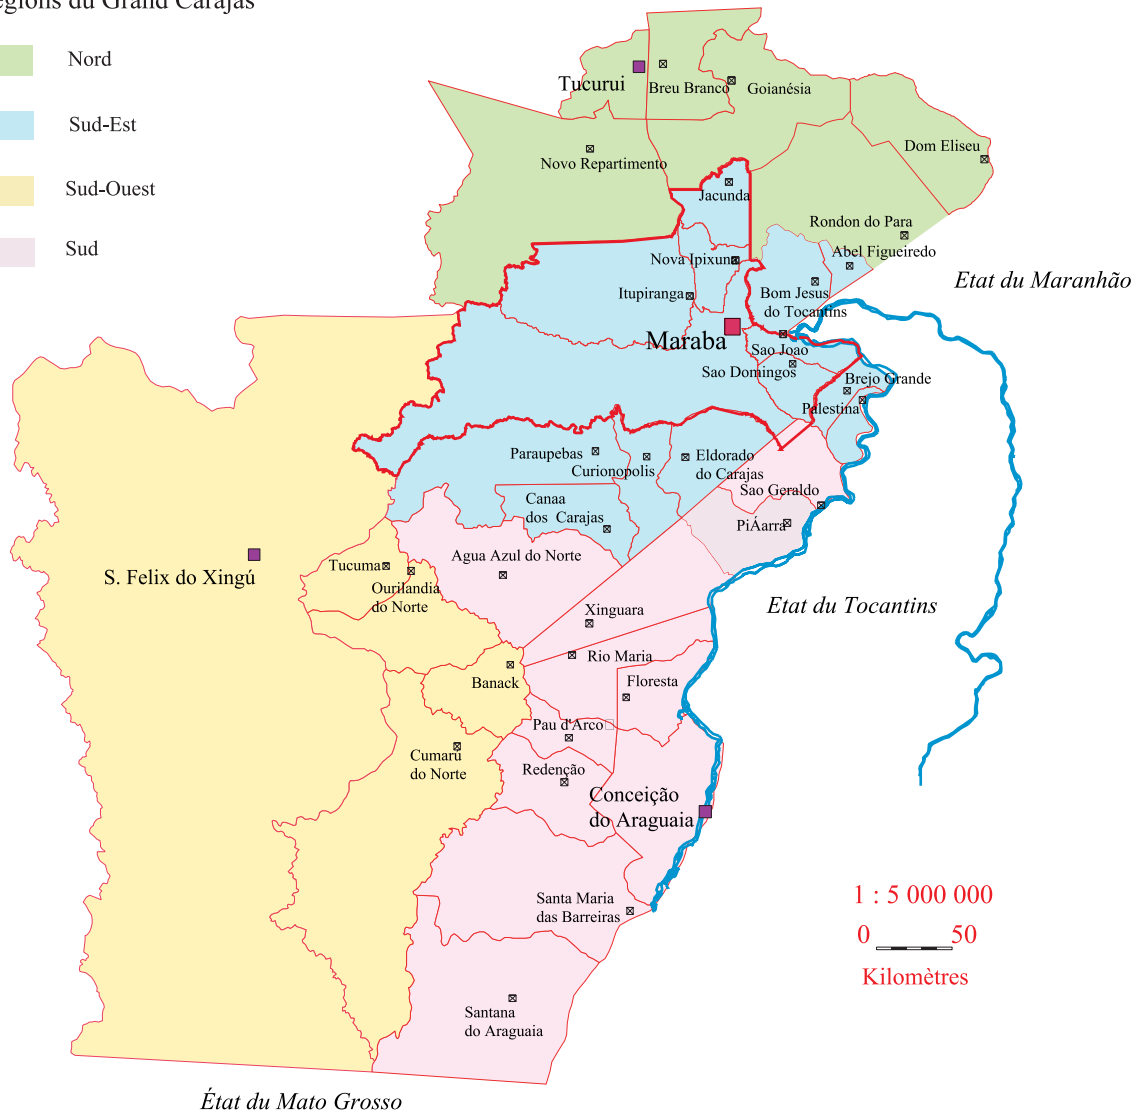 égions du Grand Carajas
Nord
Sud-Est
Sud-Ouest
Sud
Tucurui
Breu Branco
Goianésia
Novo Repartimento
Dom Eliseu
Jacunda
Rondon do Para
Abel Figueiredo
Nova Ipixuna
Itupiranga
Bom Jesus
do Tocantins
Etat du Maranhão
Maraba
Sao Joao
Sao Domingos
Brejo Grande
Palestina
Paraupebas
Curionopolis
Eldorado
do Carajas
Canaa
dos Carajas
Sao Geraldo
PiÁarra
Agua Azul do Norte
S. Felix do Xingú
Tucuma
Ourilandia
do Norte
Xinguara
Etat du Tocantins
Rio Maria
Banack
Floresta
Pau d'Arco
Cumaru
do Norte
Redenção
Conceição
do Araguaia
Santa Maria
das Barreiras
1 : 5 000 000
0 50
Kilomètres
Santana
do Araguaia
État du Mato Grosso